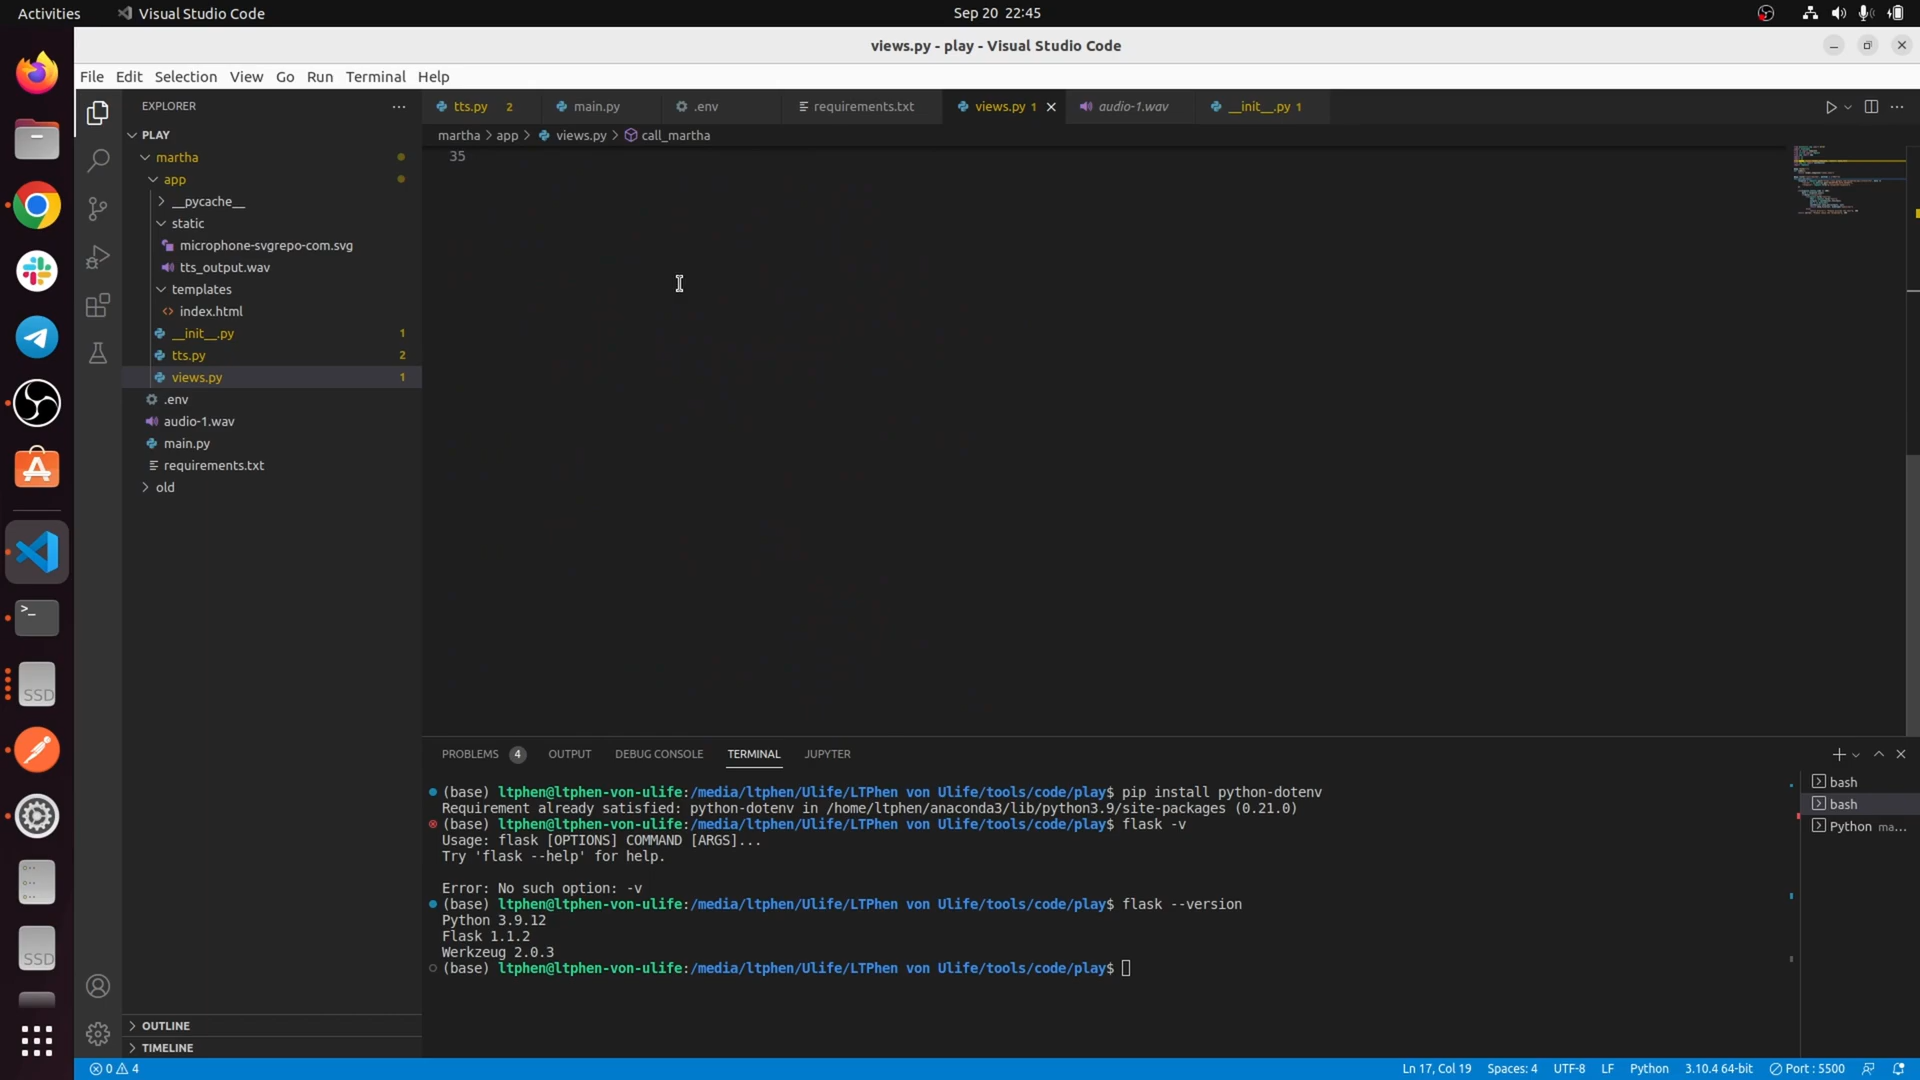 Activities
Visual Studio Code
Sep 20 22:45
views.py - play - Visual Studio Code
File Edit Selection View Go Run Terminal Help
EXPLORER
tts.py 2
main.py
.env
requirements.txt
views.py 1
audio-1.wav
__init__.py 1
martha > app > views.py > call_martha
PLAY
martha
app
__pycache__
static
microphone-svgrepo-com.svg
tts_output.wav
templates
index.html
__init__.py 1
tts.py 2
views.py 1
.env
audio-1.wav
main.py
requirements.txt
old
35
SSD
SSD
PROBLEMS 4 OUTPUT DEBUG CONSOLE TERMINAL JUPYTER
(base) ltphen@ltphen-von-ulife:/media/ltphen/Ulife/LTPhen von Ulife/tools/code/play$ pip install python-dotenv
Requirement already satisfied: python-dotenv in /home/ltphen/anaconda3/lib/python3.9/site-packages (0.21.0)
(base) ltphen@ltphen-von-ulife:/media/ltphen/Ulife/LTPhen von Ulife/tools/code/play$ flask -v
Usage: flask [OPTIONS] COMMAND [ARGS]...
Try 'flask --help' for help.
Error: No such option: -v
(base) ltphen@ltphen-von-ulife:/media/ltphen/Ulife/LTPhen von Ulife/tools/code/play$ flask --version
Python 3.9.12
Flask 1.1.2
Werkzeug 2.0.3
(base) ltphen@ltphen-von-ulife:/media/ltphen/Ulife/LTPhen von Ulife/tools/code/play$
bash
bash
Python ma...
OUTLINE
TIMELINE
0 4
Ln 17, Col 19
Spaces: 4
UTF-8
LF
Python
3.10.4 64-bit
Port : 5500